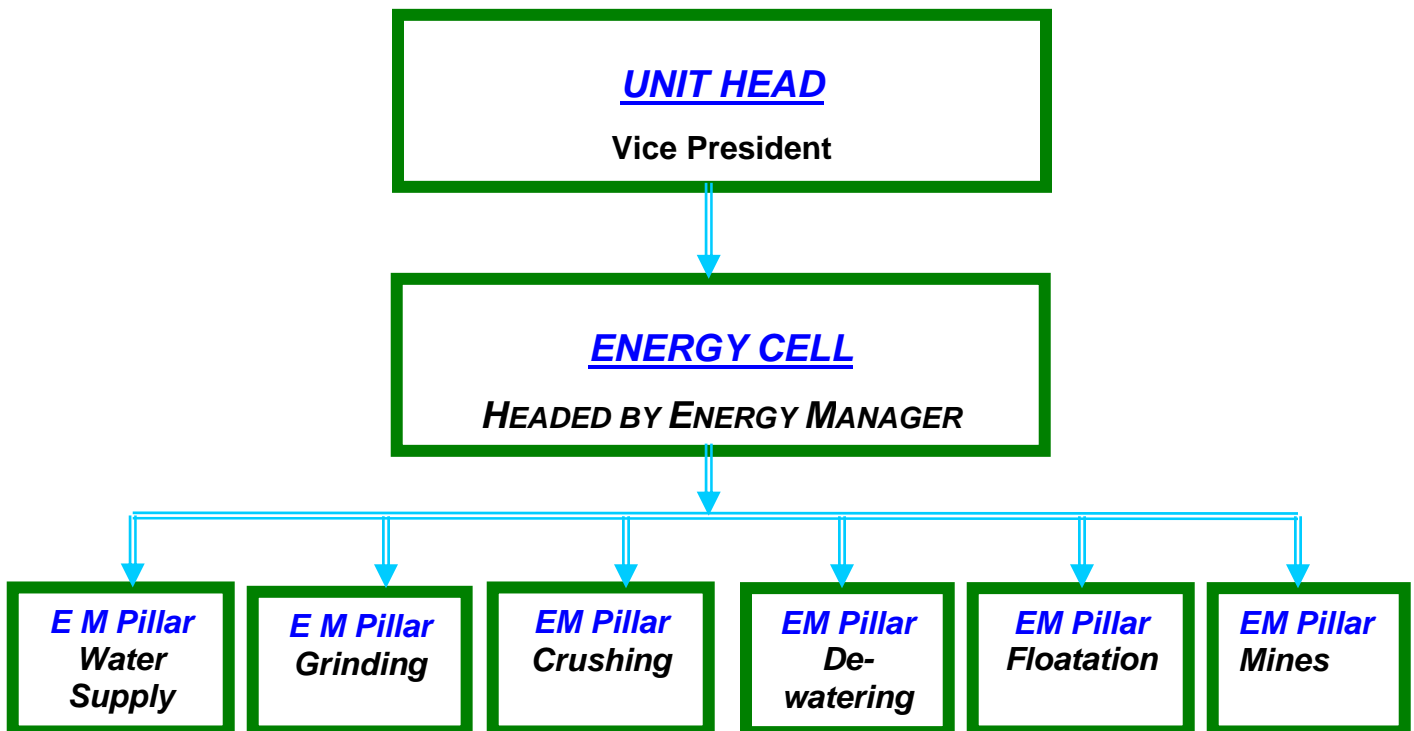 UNIT HEAD
Vice President
ENERGY CELL
HEADED BY ENERGY MANAGER
E M Pillar
Water
Supply
E M Pillar
Grinding
EM Pillar
Crushing
EM Pillar
De-
watering
EM Pillar
Floatation
EM Pillar
Mines